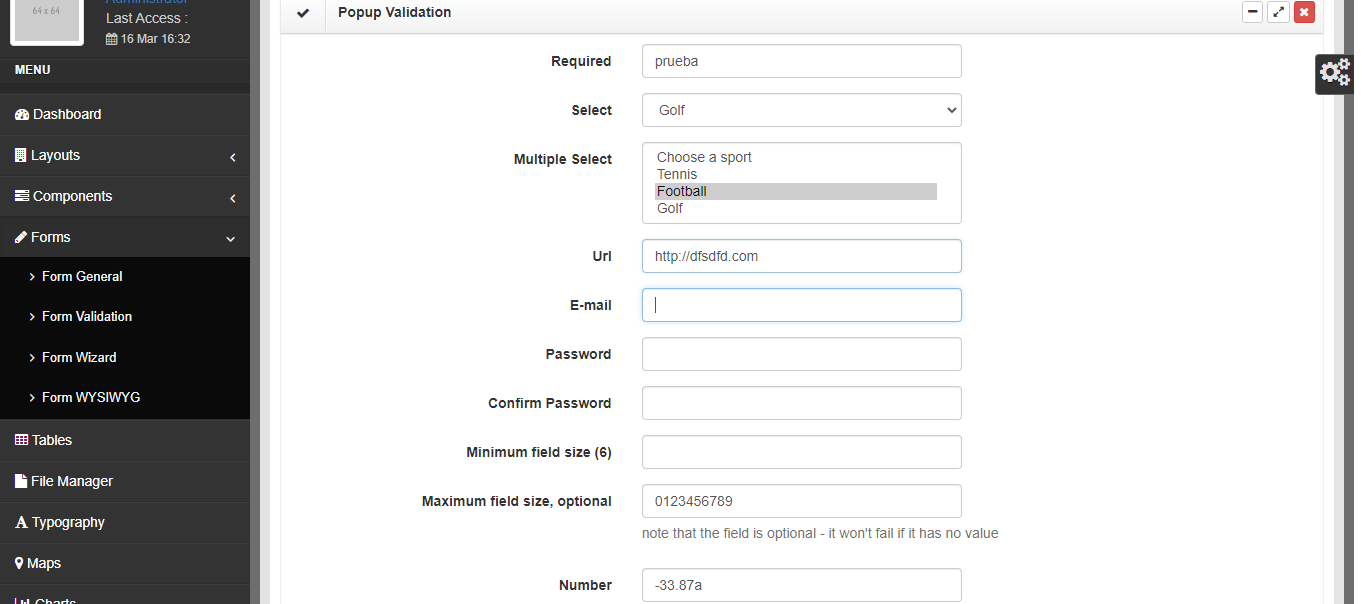 64 x 64
Administrator
Last Access :
16 Mar 16:32
MENU
Dashboard
Layouts
Components
Forms
Form General
Form Validation
Form Wizard
Form WYSIWYG
Tables
File Manager
Typography
Maps
Charts
Popup Validation
Required
prueba
Select
Golf
Multiple Select
Choose a sport
Tennis
Football
Golf
Url
http://dfsdfd.com
E-mail
Password
Confirm Password
Minimum field size (6)
Maximum field size, optional
0123456789
note that the field is optional - it won't fail if it has no value
Number
-33.87a